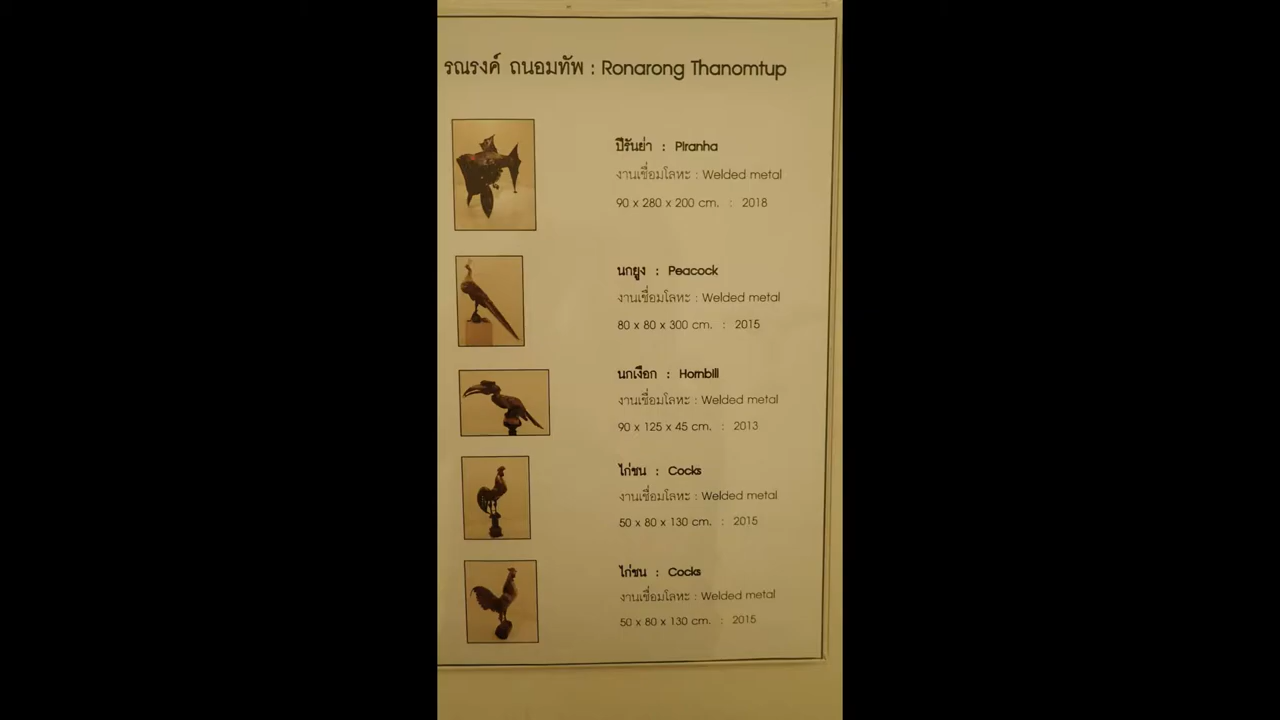 รณรงค์ ถนอมทัพ : Ronarong Thanomtup
ปิรันย่า : Piranha
งานเชื่อมโลหะ : Welded metal
90 x 280 x 200 cm. : 2018
นกยูง : Peacock
งานเชื่อมโลหะ : Welded metal
80 x 80 x 300 cm. : 2015
นกเงือก : Hornbill
งานเชื่อมโลหะ : Welded metal
90 x 125 x 45 cm. : 2013
ไก่ชน : Cocks
งานเชื่อมโลหะ : Welded metal
50 x 80 x 130 cm. : 2015
ไก่ชน : Cocks
งานเชื่อมโลหะ : Welded metal
50 x 80 x 130 cm. : 2015